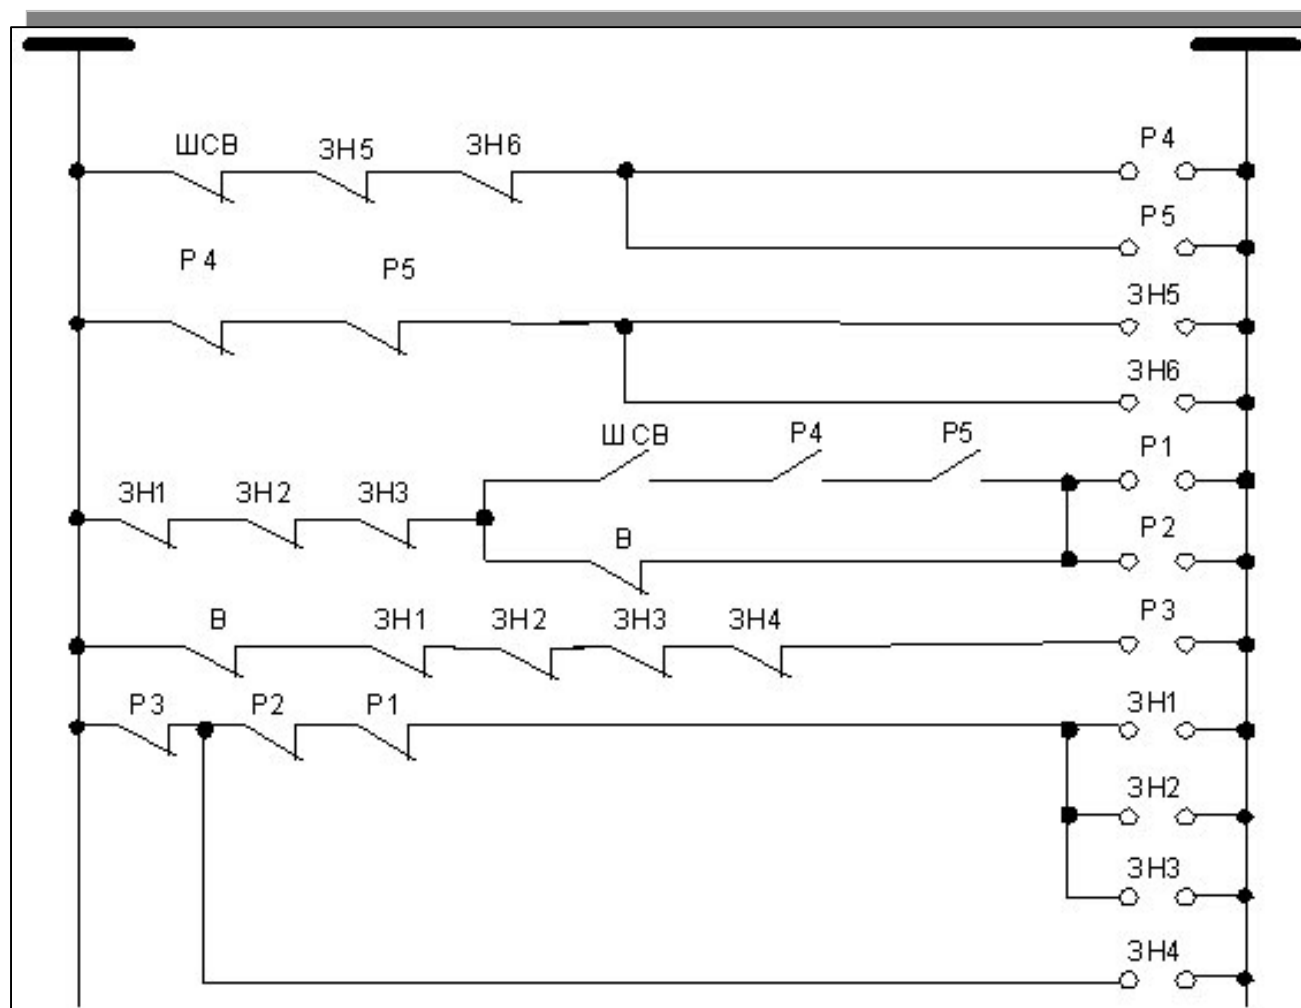 ШСВ ЗН5 ЗН6 Р4
Р5
Р4 Р5 ЗН5
ЗН6
ШСВ Р4 Р5 Р1
ЗН1 ЗН2 ЗН3
В Р2
В ЗН1 ЗН2 ЗН3 ЗН4 Р3
Р3 Р2 Р1 ЗН1
ЗН2
ЗН3
ЗН4